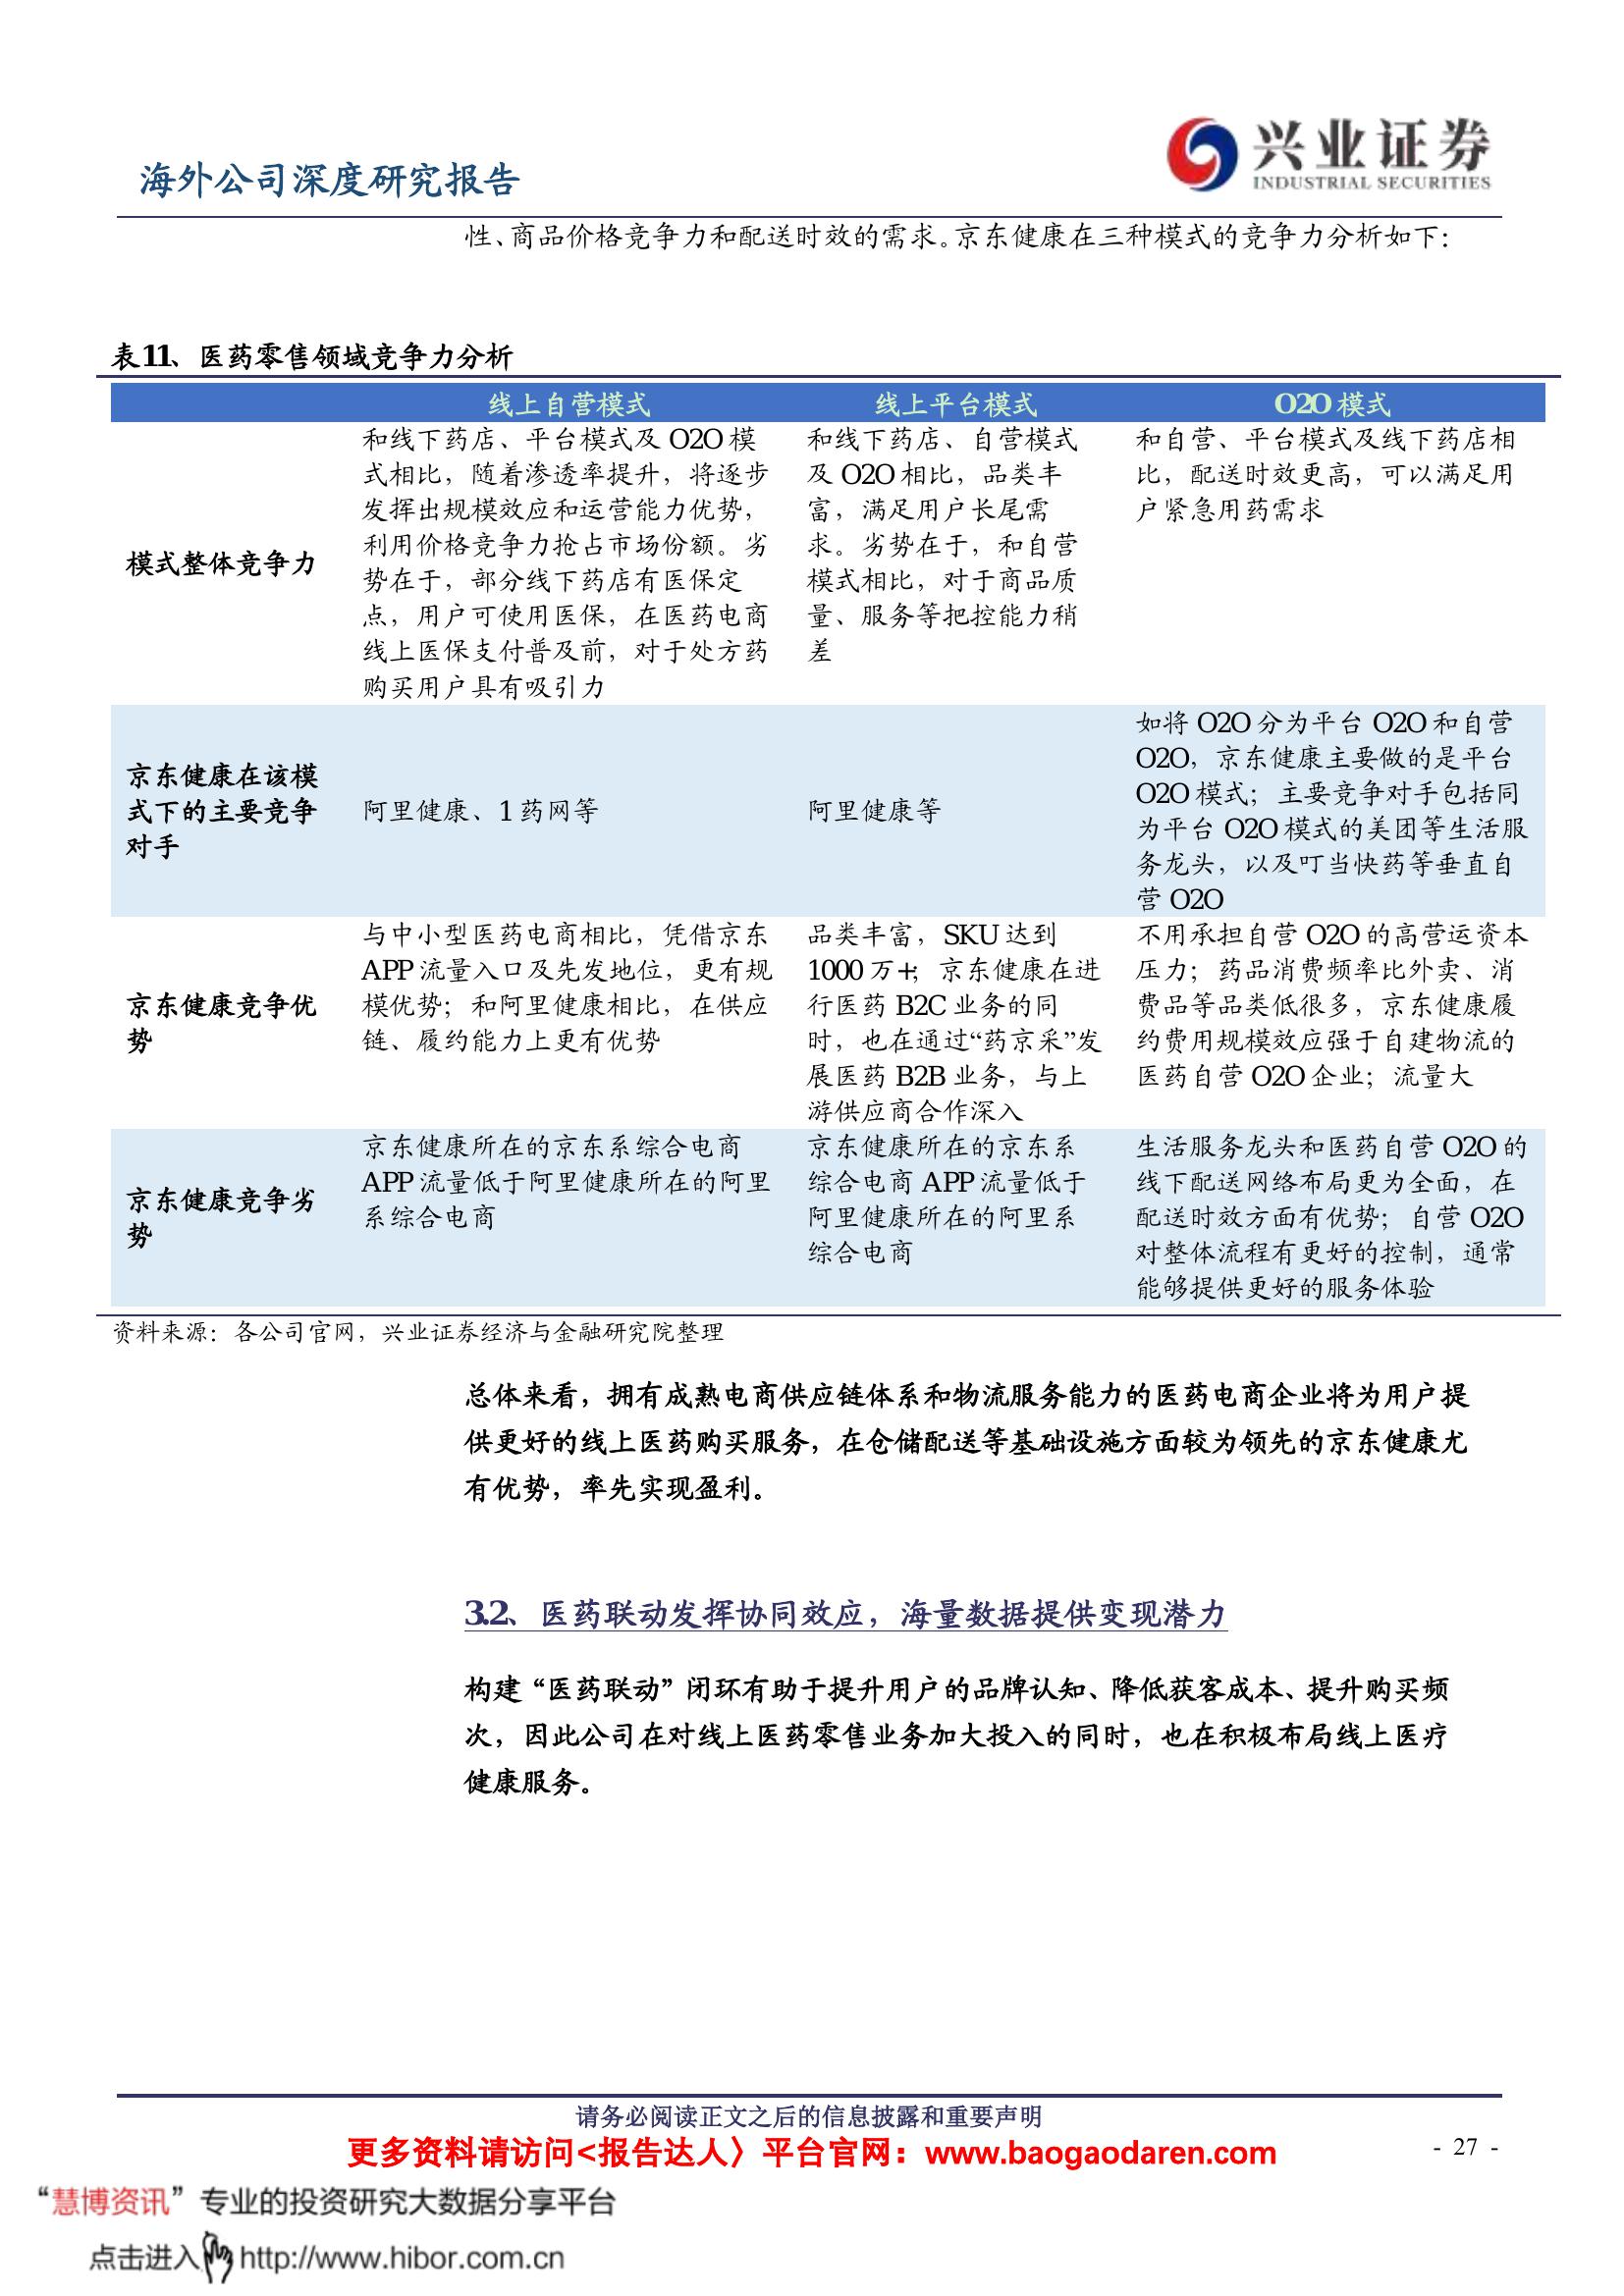 海外公司深度研究报告
兴业证券
INDUSTRIAL SECURITIES
性、商品价格竞争力和配送时效的需求。京东健康在三种模式的竞争力分析如下：
表11、医药零售领域竞争力分析
线上自营模式
线上平台模式
O2O 模式
模式整体竞争力
和线下药店、平台模式及 O2O 模
式相比，随着渗透率提升，将逐步
发挥出规模效应和运营能力优势，
利用价格竞争力抢占市场份额。劣
势在于，部分线下药店有医保定
点，用户可使用医保，在医药电商
线上医保支付普及前，对于处方药
购买用户具有吸引力
和线下药店、自营模式
及 O2O 相比，品类丰
富，满足用户长尾需
求。劣势在于，和自营
模式相比，对于商品质
量、服务等把控能力稍
差
和自营、平台模式及线下药店相
比，配送时效更高，可以满足用
户紧急用药需求
京东健康在该模
式下的主要竞争
对手
阿里健康、1 药网等
阿里健康等
如将 O2O 分为平台 O2O 和自营
O2O，京东健康主要做的是平台
O2O 模式；主要竞争对手包括同
为平台 O2O 模式的美团等生活服
务龙头，以及叮当快药等垂直自
营 O2O
京东健康竞争优
势
与中小型医药电商相比，凭借京东
APP 流量入口及先发地位，更有规
模优势；和阿里健康相比，在供应
链、履约能力上更有优势
品类丰富，SKU 达到
1000 万+；京东健康在进
行医药 B2C 业务的同
时，也在通过“药京采”发
展医药 B2B 业务，与上
游供应商合作深入
不用承担自营 O2O 的高营运资本
压力；药品消费频率比外卖、消
费品等品类低很多，京东健康履
约费用规模效应强于自建物流的
医药自营 O2O 企业；流量大
京东健康竞争劣
势
京东健康所在的京东系综合电商
APP 流量低于阿里健康所在的阿里
系综合电商
京东健康所在的京东系
综合电商 APP 流量低于
阿里健康所在的阿里系
综合电商
生活服务龙头和医药自营 O2O 的
线下配送网络布局更为全面，在
配送时效方面有优势；自营 O2O
对整体流程有更好的控制，通常
能够提供更好的服务体验
资料来源：各公司官网，兴业证券经济与金融研究院整理
总体来看，拥有成熟电商供应链体系和物流服务能力的医药电商企业将为用户提
供更好的线上医药购买服务，在仓储配送等基础设施方面较为领先的京东健康尤
有优势，率先实现盈利。
3.2、医药联动发挥协同效应，海量数据提供变现潜力
构建“医药联动”闭环有助于提升用户的品牌认知、降低获客成本、提升购买频
次，因此公司在对线上医药零售业务加大投入的同时，也在积极布局线上医疗
健康服务。
请务必阅读正文之后的信息披露和重要声明
更多资料请访问<报告达人〉平台官网：www.baogaodaren.com
- 27 -
“慧博资讯”专业的投资研究大数据分享平台
点击进入http://www.hibor.com.cn